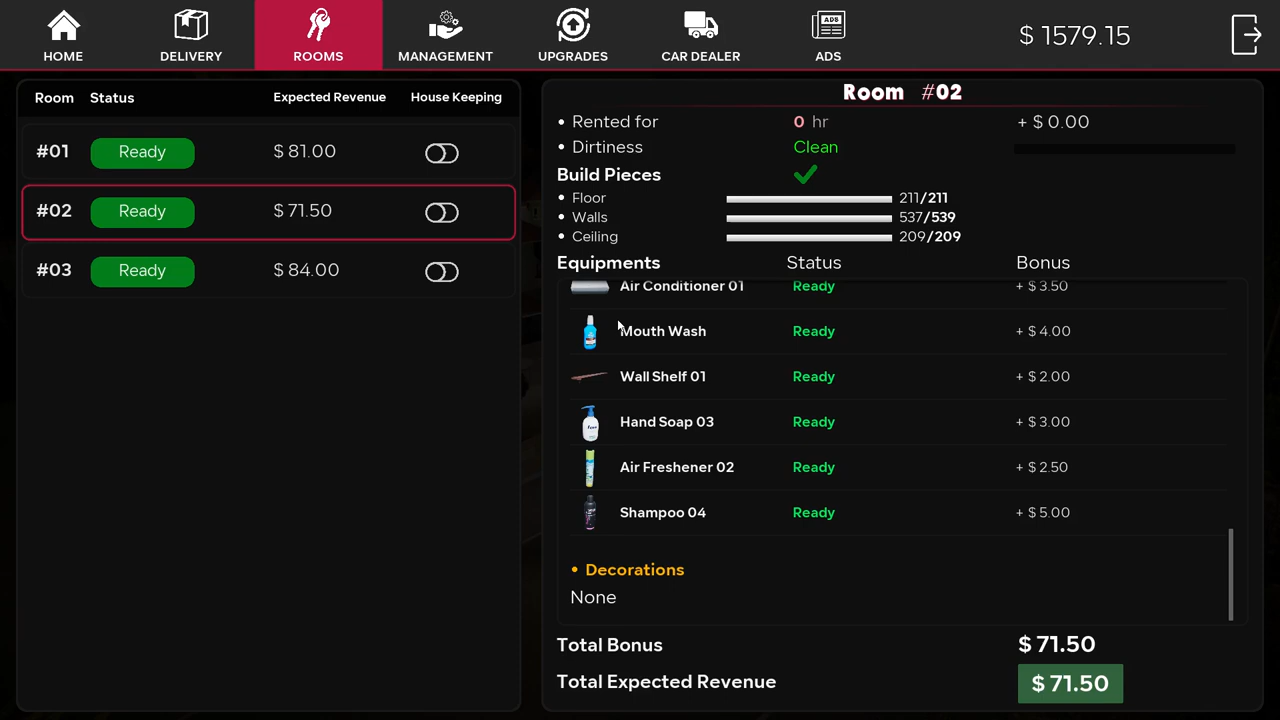 HOME DELIVERY ROOMS MANAGEMENT UPGRADES CAR DEALER ADS $ 1579.15
ADS
Room Status Expected Revenue House Keeping
#01 Ready $ 81.00
#02 Ready $ 71.50
#03 Ready $ 84.00
Room #02
• Rented for 0 hr + $ 0.00
• Dirtiness Clean
Build Pieces
• Floor 211/211
• Walls 537/539
• Ceiling 209/209
Equipments Status Bonus
Air Conditioner 01 Ready + $ 3.50
Mouth Wash Ready + $ 4.00
Wall Shelf 01 Ready + $ 2.00
Hand Soap 03 Ready + $ 3.00
Air Freshener 02 Ready + $ 2.50
Shampoo 04 Ready + $ 5.00
• Decorations
None
Total Bonus $ 71.50
Total Expected Revenue $ 71.50